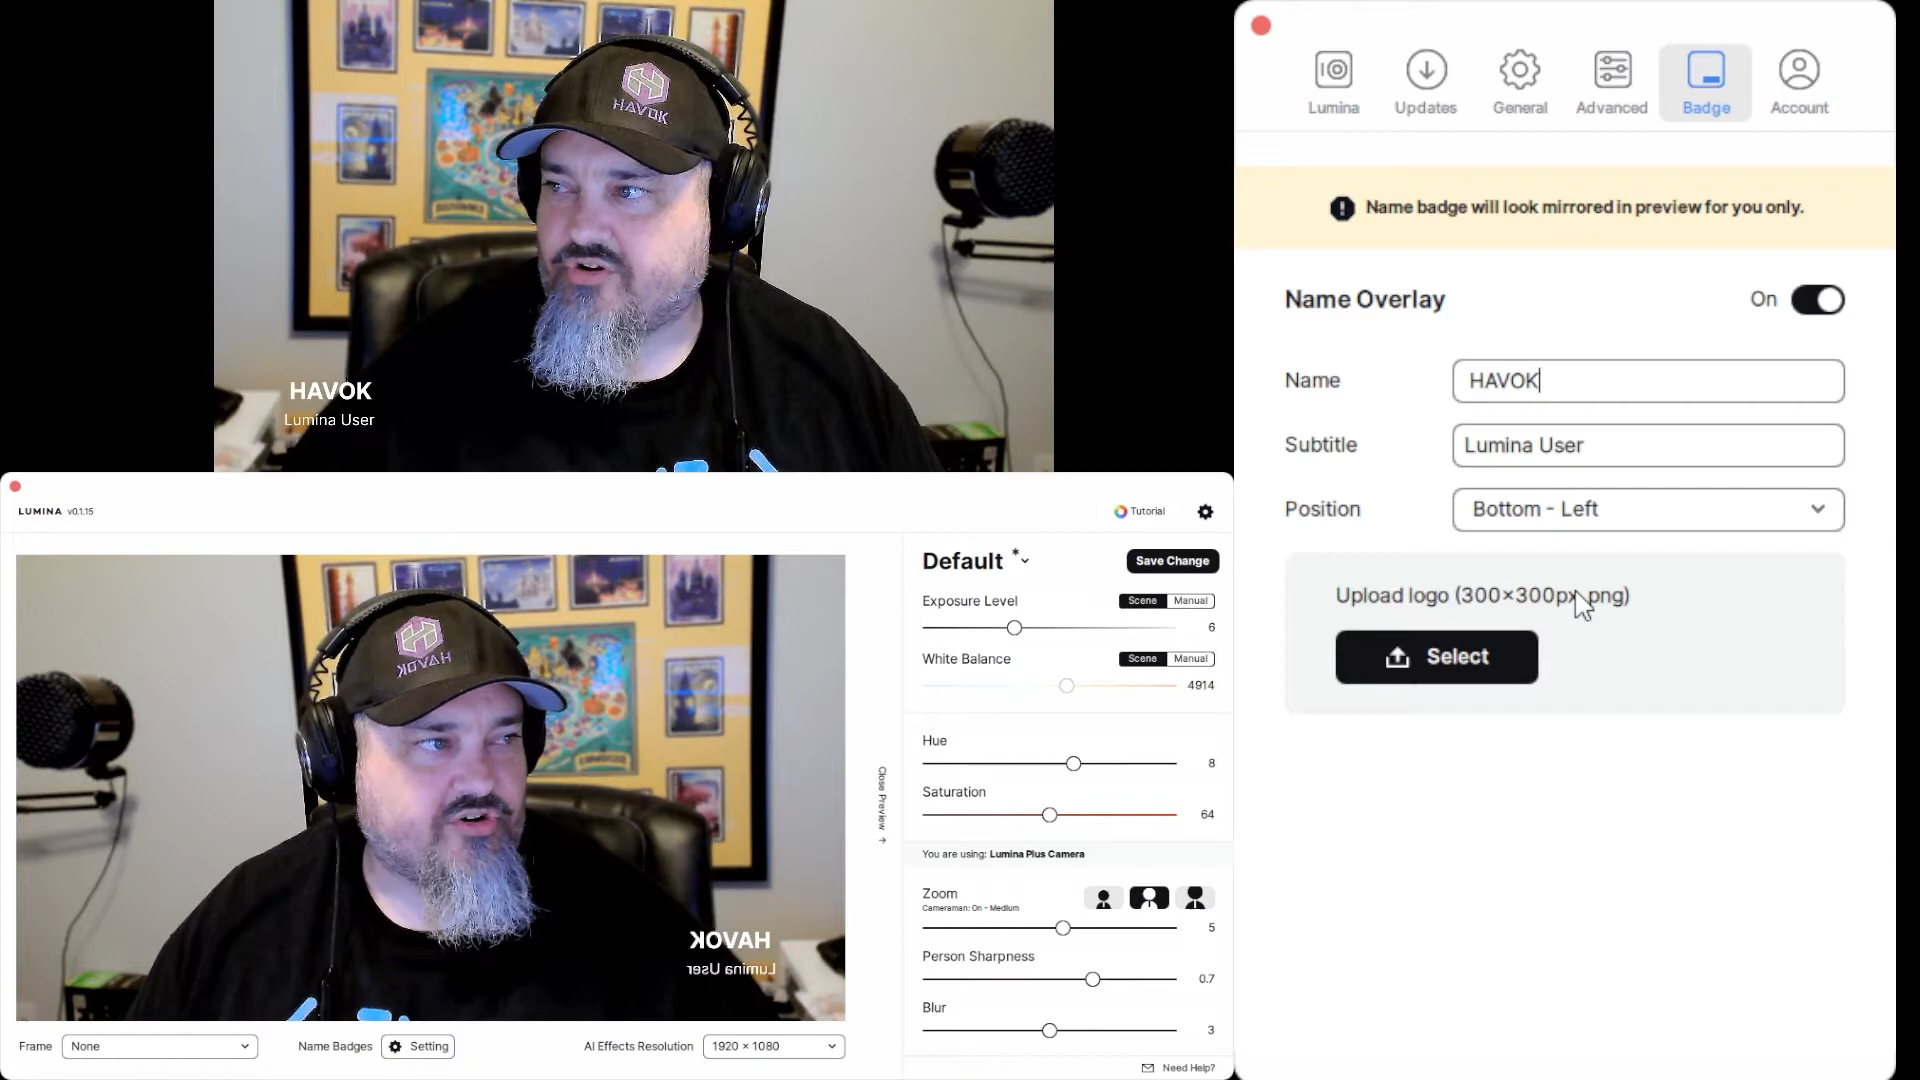 HAVOK
HAVOK
Lumina User
LUMINA v0.1.15
Tutorial
HAVOK
HAVOK
Lumina User
Close Preview
Frame
None
Name Badges
Setting
AI Effects Resolution
1920 × 1080
Default *
Save Change
Exposure Level
Scene
Manual
6
White Balance
Scene
Manual
4914
Hue
8
Saturation
64
You are using: Lumina Plus Camera
Zoom
Cameraman: On - Medium
5
Person Sharpness
0.7
Blur
3
Need Help?
Lumina
Updates
General
Advanced
Badge
Account
Name badge will look mirrored in preview for you only.
Name Overlay
On
Name
HAVOK
Subtitle
Lumina User
Position
Bottom - Left
Upload logo (300×300px png)
Select